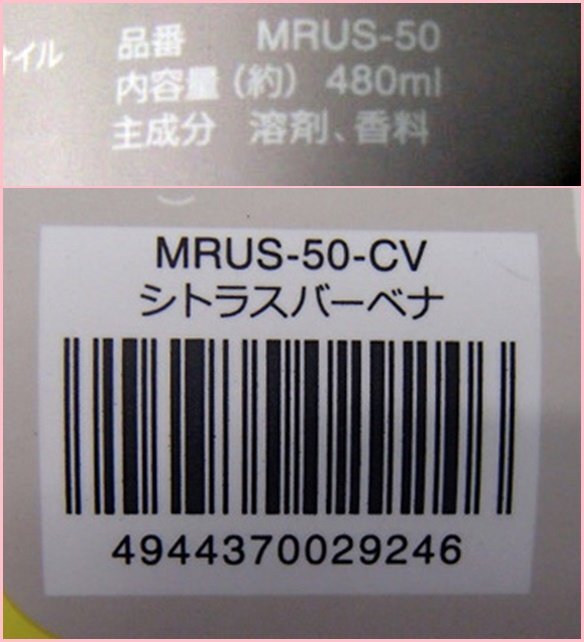 イル
品番 MRUS-50
内容量（約） 480ml
主成分 溶剤、香料
MRUS-50-CV
シトラスバーベナ
4944370029246